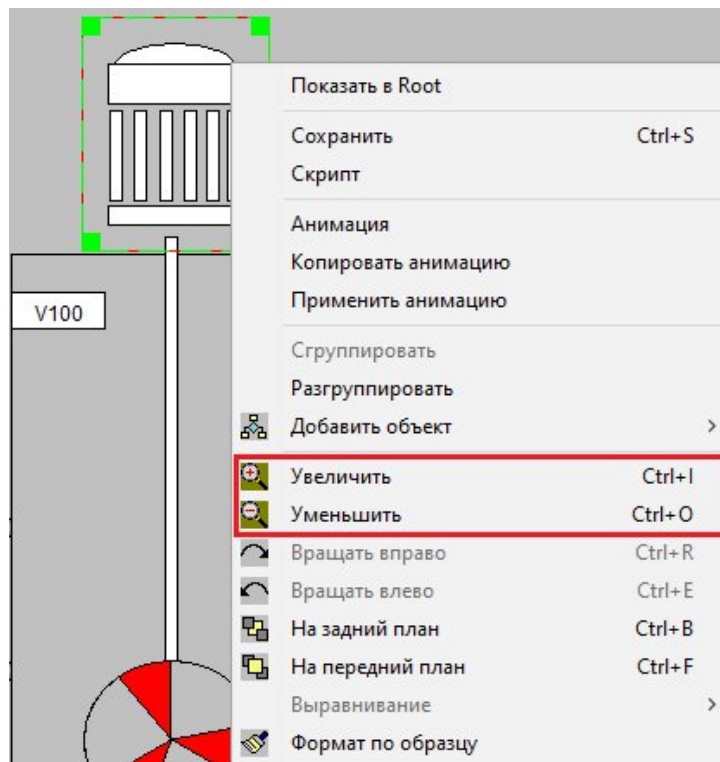 Показать в Root
Сохранить Ctrl+S
Скрипт
Анимация
Копировать анимацию
Применить анимацию
V100
Сгруппировать
Разгруппировать
Добавить объект
Увеличить Ctrl+I
Уменьшить Ctrl+O
Вращать вправо Ctrl+R
Вращать влево Ctrl+E
На задний план Ctrl+B
На передний план Ctrl+F
Выравнивание
Формат по образцу